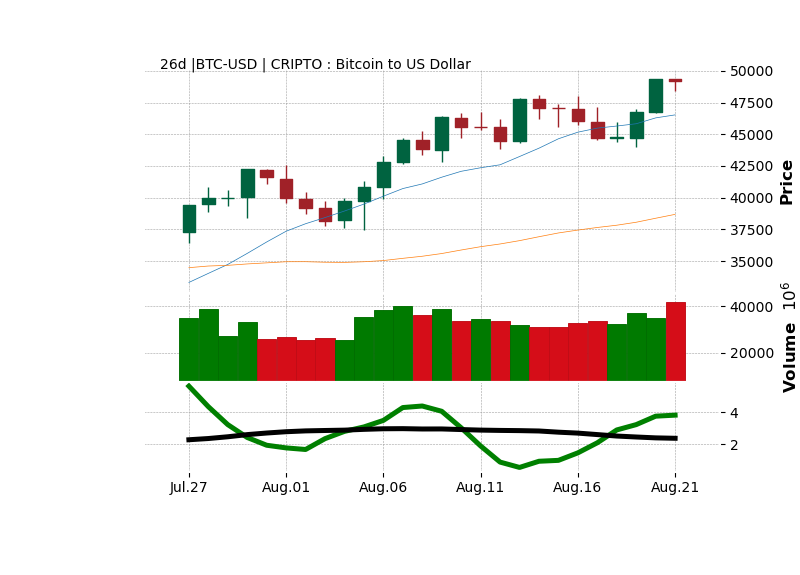 26d |BTC-USD | CRIPTO : Bitcoin to US Dollar
50000
47500
45000
42500
40000
37500
35000
Price
40000
20000
Volume 10^6
4
2
Jul.27 Aug.01 Aug.06 Aug.11 Aug.16 Aug.21